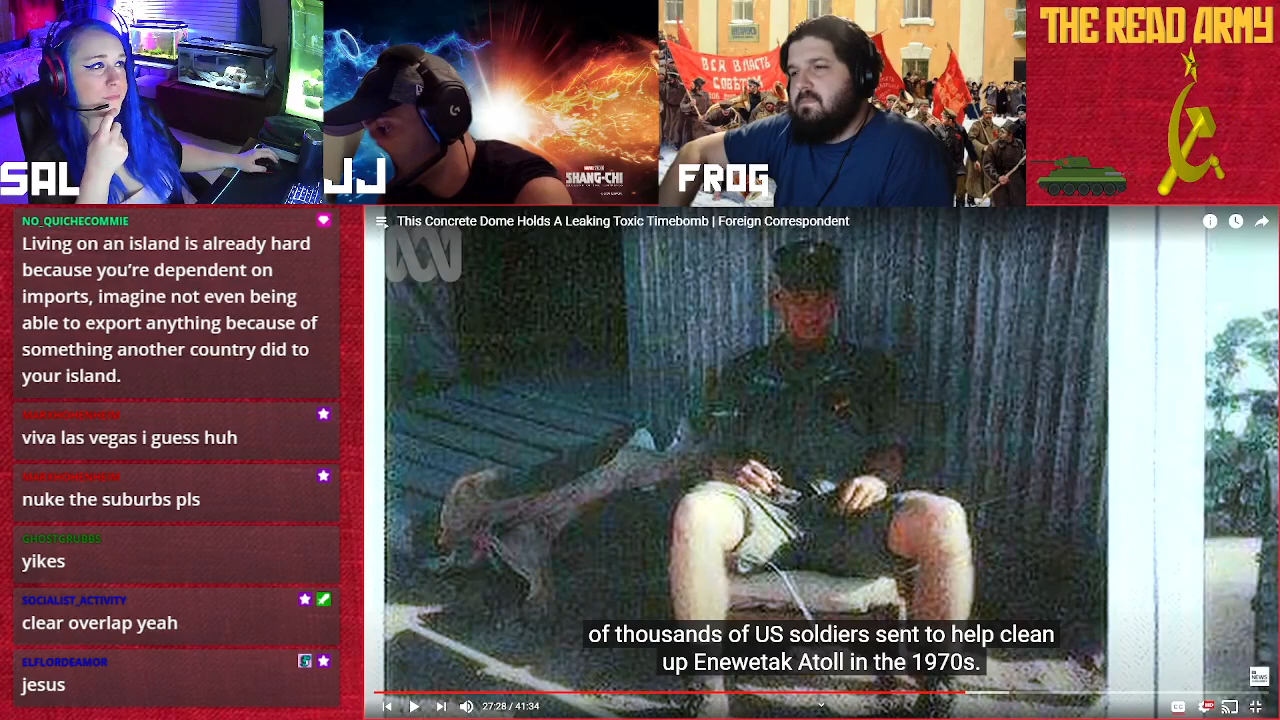 SAL
JJ
SHANG-CHI
ВСЯ ВЛАСТЬ
СОВѢТАМ
FROG
THE READ ARMY
NO_QUICHECOMMIE
Living on an island is already hard
because you’re dependent on
imports, imagine not even being
able to export anything because of
something another country did to
your island.
viva las vegas i guess huh
nuke the suburbs pls
GHOSTGRUBBS
yikes
SOCIALIST_ACTIVITY
clear overlap yeah
ELFLORDEAMOR
jesus
This Concrete Dome Holds A Leaking Toxic Timebomb | Foreign Correspondent
of thousands of US soldiers sent to help clean
up Enewetak Atoll in the 1970s.
NEWS
27:28 / 41:34
CC
HD